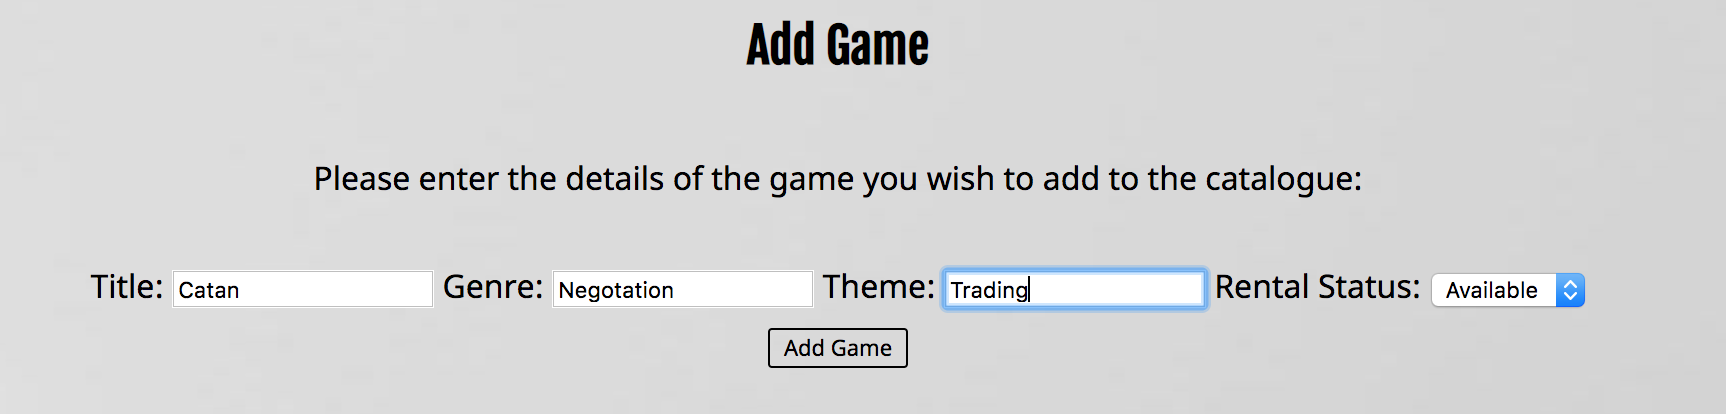 Add Game
Please enter the details of the game you wish to add to the catalogue:
Title: Catan Genre: Negotation Theme: Trading Rental Status: Available
Add Game